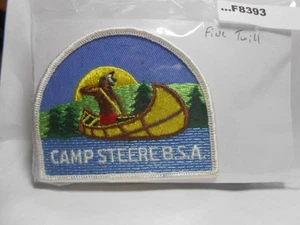 ...F8393
Fine Twill
CAMP STEERE B.S.A.